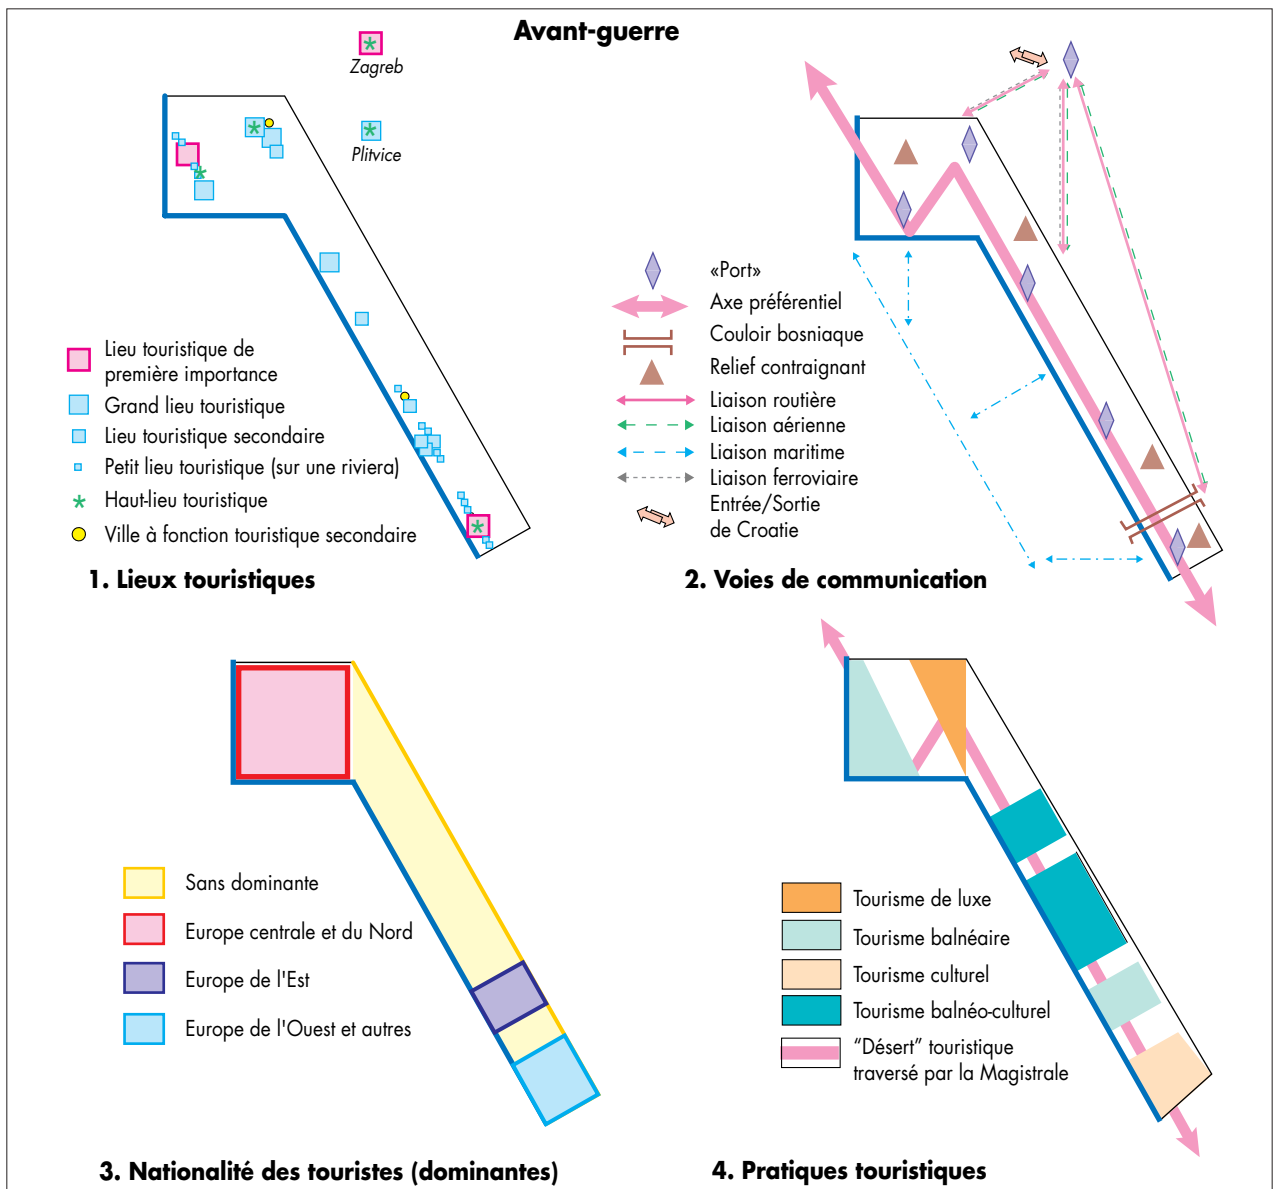 Avant-guerre
Zagreb
Plitvice
Lieu touristique de
première importance
Grand lieu touristique
Lieu touristique secondaire
Petit lieu touristique (sur une riviera)
Haut-lieu touristique
Ville à fonction touristique secondaire
1. Lieux touristiques
«Port»
Axe préférentiel
Couloir bosniaque
Relief contraignant
Liaison routière
Liaison aérienne
Liaison maritime
Liaison ferroviaire
Entrée/Sortie
de Croatie
2. Voies de communication
Sans dominante
Europe centrale et du Nord
Europe de l'Est
Europe de l'Ouest et autres
3. Nationalité des touristes (dominantes)
Tourisme de luxe
Tourisme balnéaire
Tourisme culturel
Tourisme balnéo-culturel
“Désert” touristique
traversé par la Magistrale
4. Pratiques touristiques